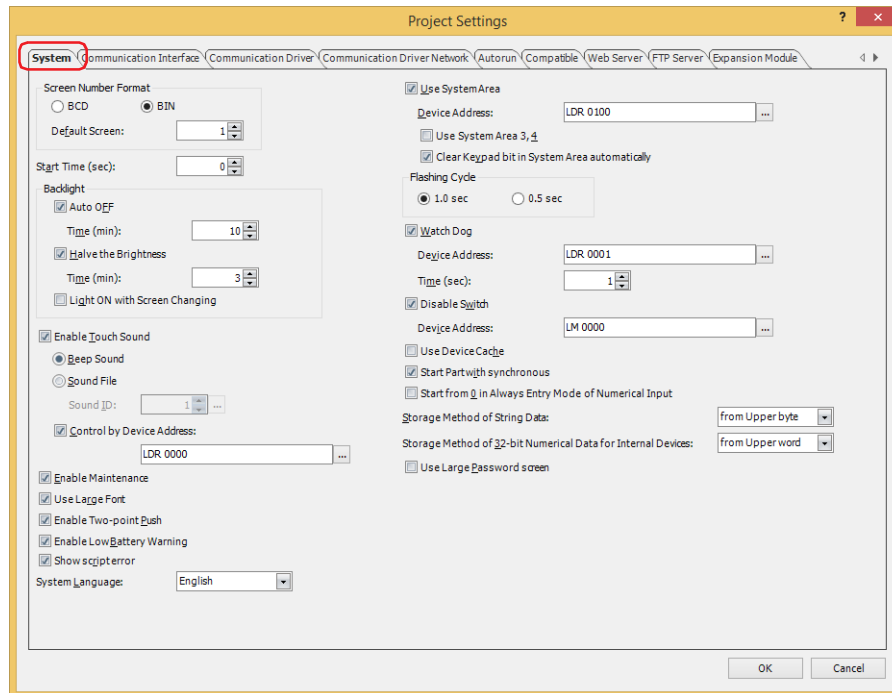 Project Settings
? ×
System Communication Interface Communication Driver Communication Driver Network Autorun Compatible Web Server FTP Server Expansion Module
Screen Number Format
BCD BIN
Default Screen: 1
Start Time (sec): 0
Backlight
Auto OFF
Time (min): 10
Halve the Brightness
Time (min): 3
Light ON with Screen Changing
Enable Touch Sound
Beep Sound
Sound File
Sound ID: 1 ...
Control by Device Address:
LDR 0000 ...
Enable Maintenance
Use Large Font
Enable Two-point Push
Enable Low Battery Warning
Show script error
System Language: English
Use System Area
Device Address: LDR 0100 ...
Use System Area 3, 4
Clear Keypad bit in System Area automatically
Flashing Cycle
1.0 sec 0.5 sec
Watch Dog
Device Address: LDR 0001 ...
Time (sec): 1
Disable Switch
Device Address: LM 0000 ...
Use Device Cache
Start Part with synchronous
Start from 0 in Always Entry Mode of Numerical Input
Storage Method of String Data: from Upper byte
Storage Method of 32-bit Numerical Data for Internal Devices: from Upper word
Use Large Password screen
OK Cancel